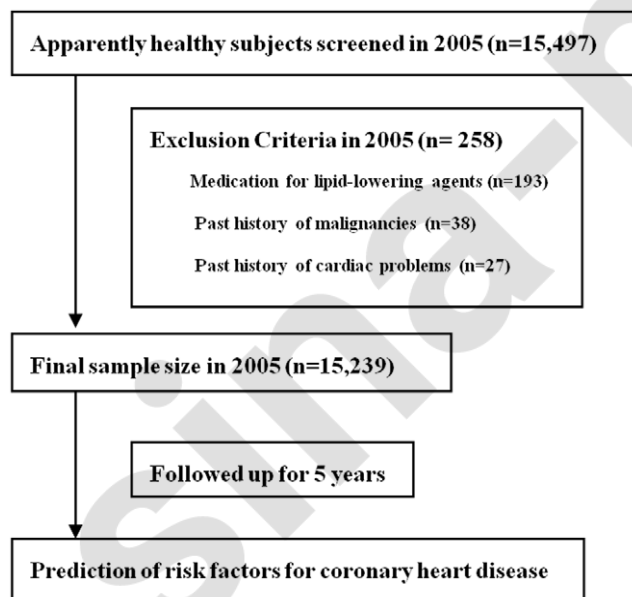 Apparently healthy subjects screened in 2005 (n=15,497)
Exclusion Criteria in 2005 (n= 258)
Medication for lipid-lowering agents (n=193)
Past history of malignancies (n=38)
Past history of cardiac problems (n=27)
Final sample size in 2005 (n=15,239)
Followed up for 5 years
Prediction of risk factors for coronary heart disease
sina-